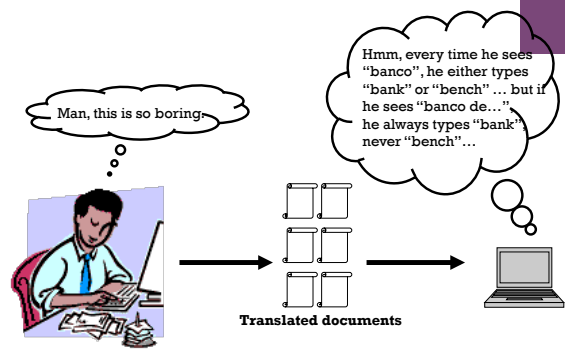 Man, this is so boring.
Hmm, every time he sees
“banco”, he either types
“bank” or “bench” … but if
he sees “banco de…”,
he always types “bank”,
never “bench”…
Translated documents